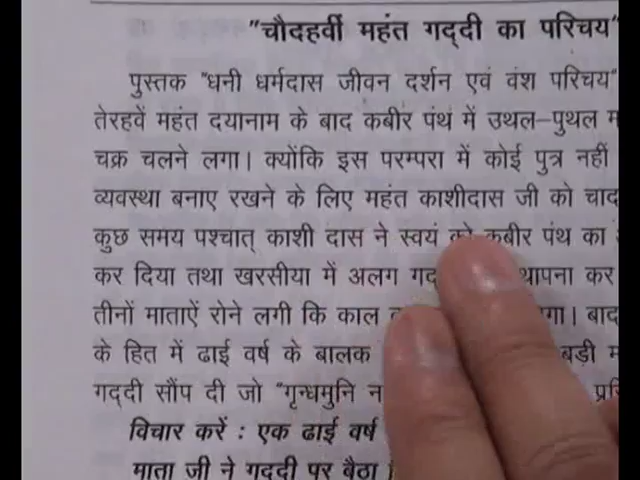 "चौदहवीं महंत गद्दी का परिचय"
पुस्तक "धनी धर्मदास जीवन दर्शन एवं वंश परिचय"
तेरहवें महंत दयानाम के बाद कबीर पंथ में उथल-पुथल
चक्र चलने लगा। क्योंकि इस परम्परा में कोई पुत्र नहीं
व्यवस्था बनाए रखने के लिए महंत काशीदास जी को चाद
कुछ समय पश्चात् काशी दास ने स्वयं को कबीर पंथ का
कर दिया तथा खरसीया में अलग कर
तीनों माताऐं रोने लगी कि काल बाद
के हित में ढाई वर्ष के बालक बड़ी
गद्दी सौंप दी जो "गृन्धमुनि
विचार करें : एक ढाई वर्ष
माता जी ने गद्दी पर बैठा